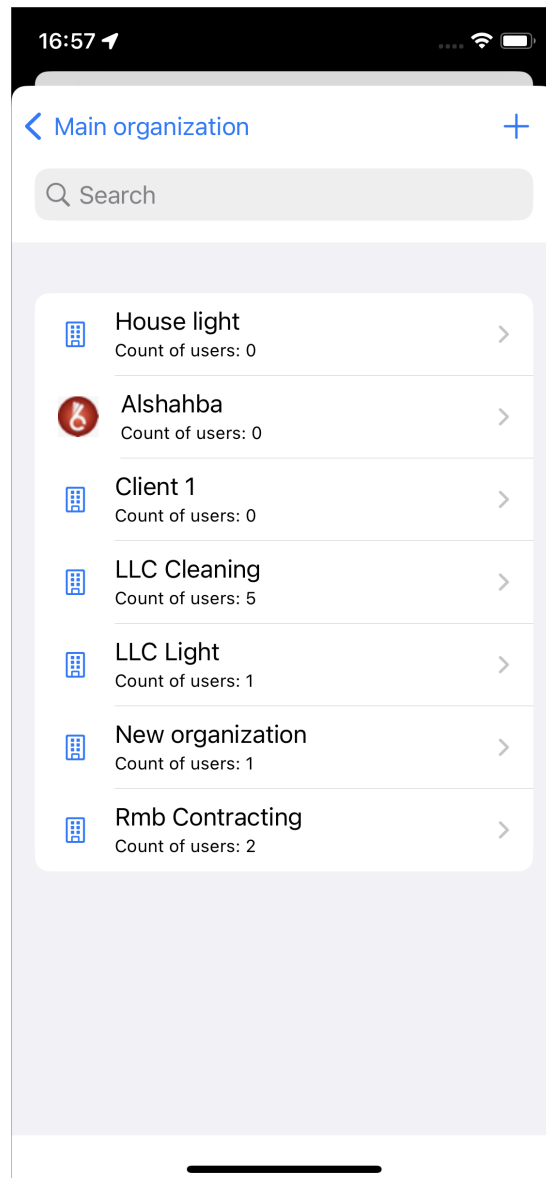 16:57
Main organization
Search
House light
Count of users: 0
Alshahba
Count of users: 0
Client 1
Count of users: 0
LLC Cleaning
Count of users: 5
LLC Light
Count of users: 1
New organization
Count of users: 1
Rmb Contracting
Count of users: 2